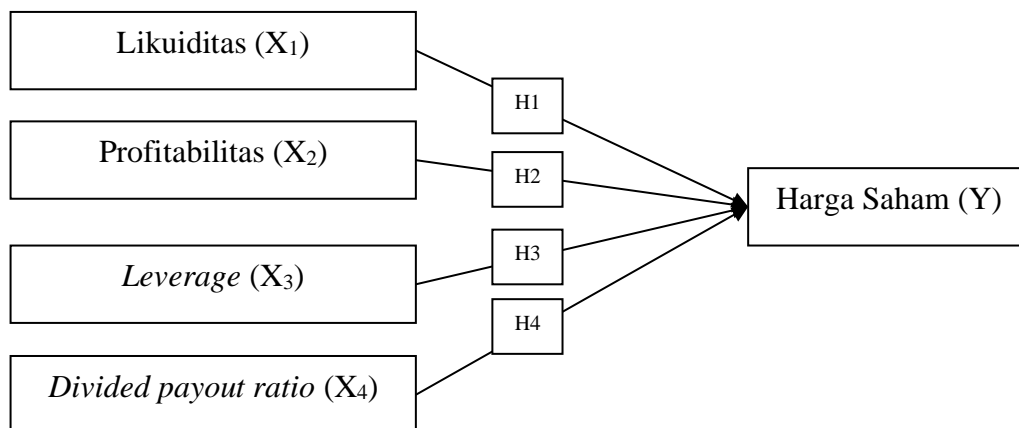 Likuiditas (X₁)
H1
Profitabilitas (X₂)
H2
Harga Saham (Y)
H3
Leverage (X₃)
H4
Divided payout ratio (X₄)